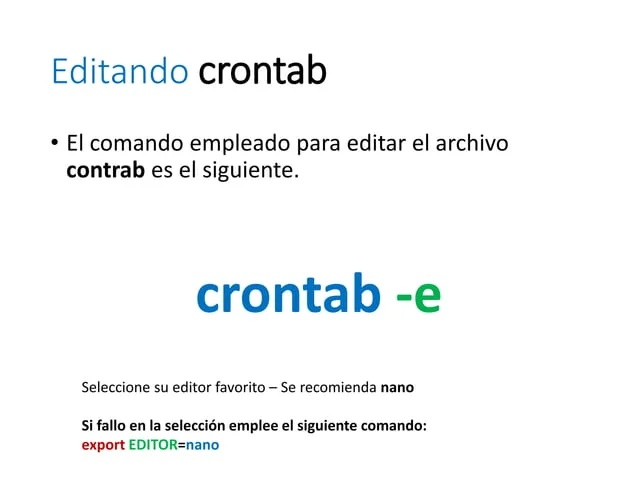 Editando crontab
• El comando empleado para editar el archivo
contrab es el siguiente.
crontab -e
Seleccione su editor favorito – Se recomienda nano
Si fallo en la selección emplee el siguiente comando:
export EDITOR=nano